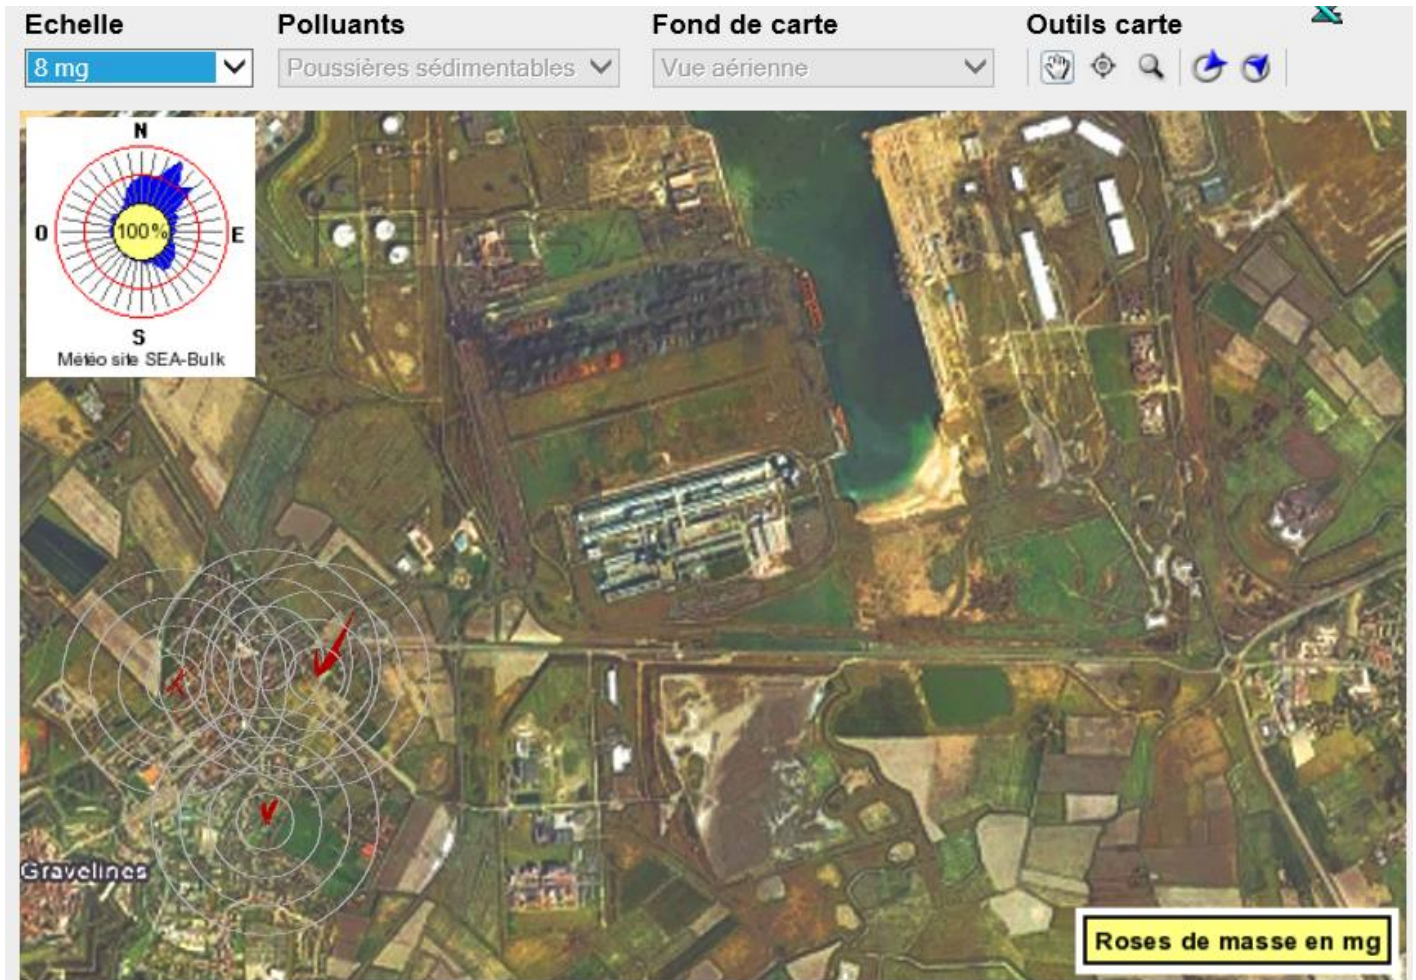 Echelle Polluants Fond de carte Outils carte
8 mg Poussières sédimentables Vue aérienne
N
100%
O E
S
Météo site SEA-Bulk
Gravelines
Roses de masse en mg